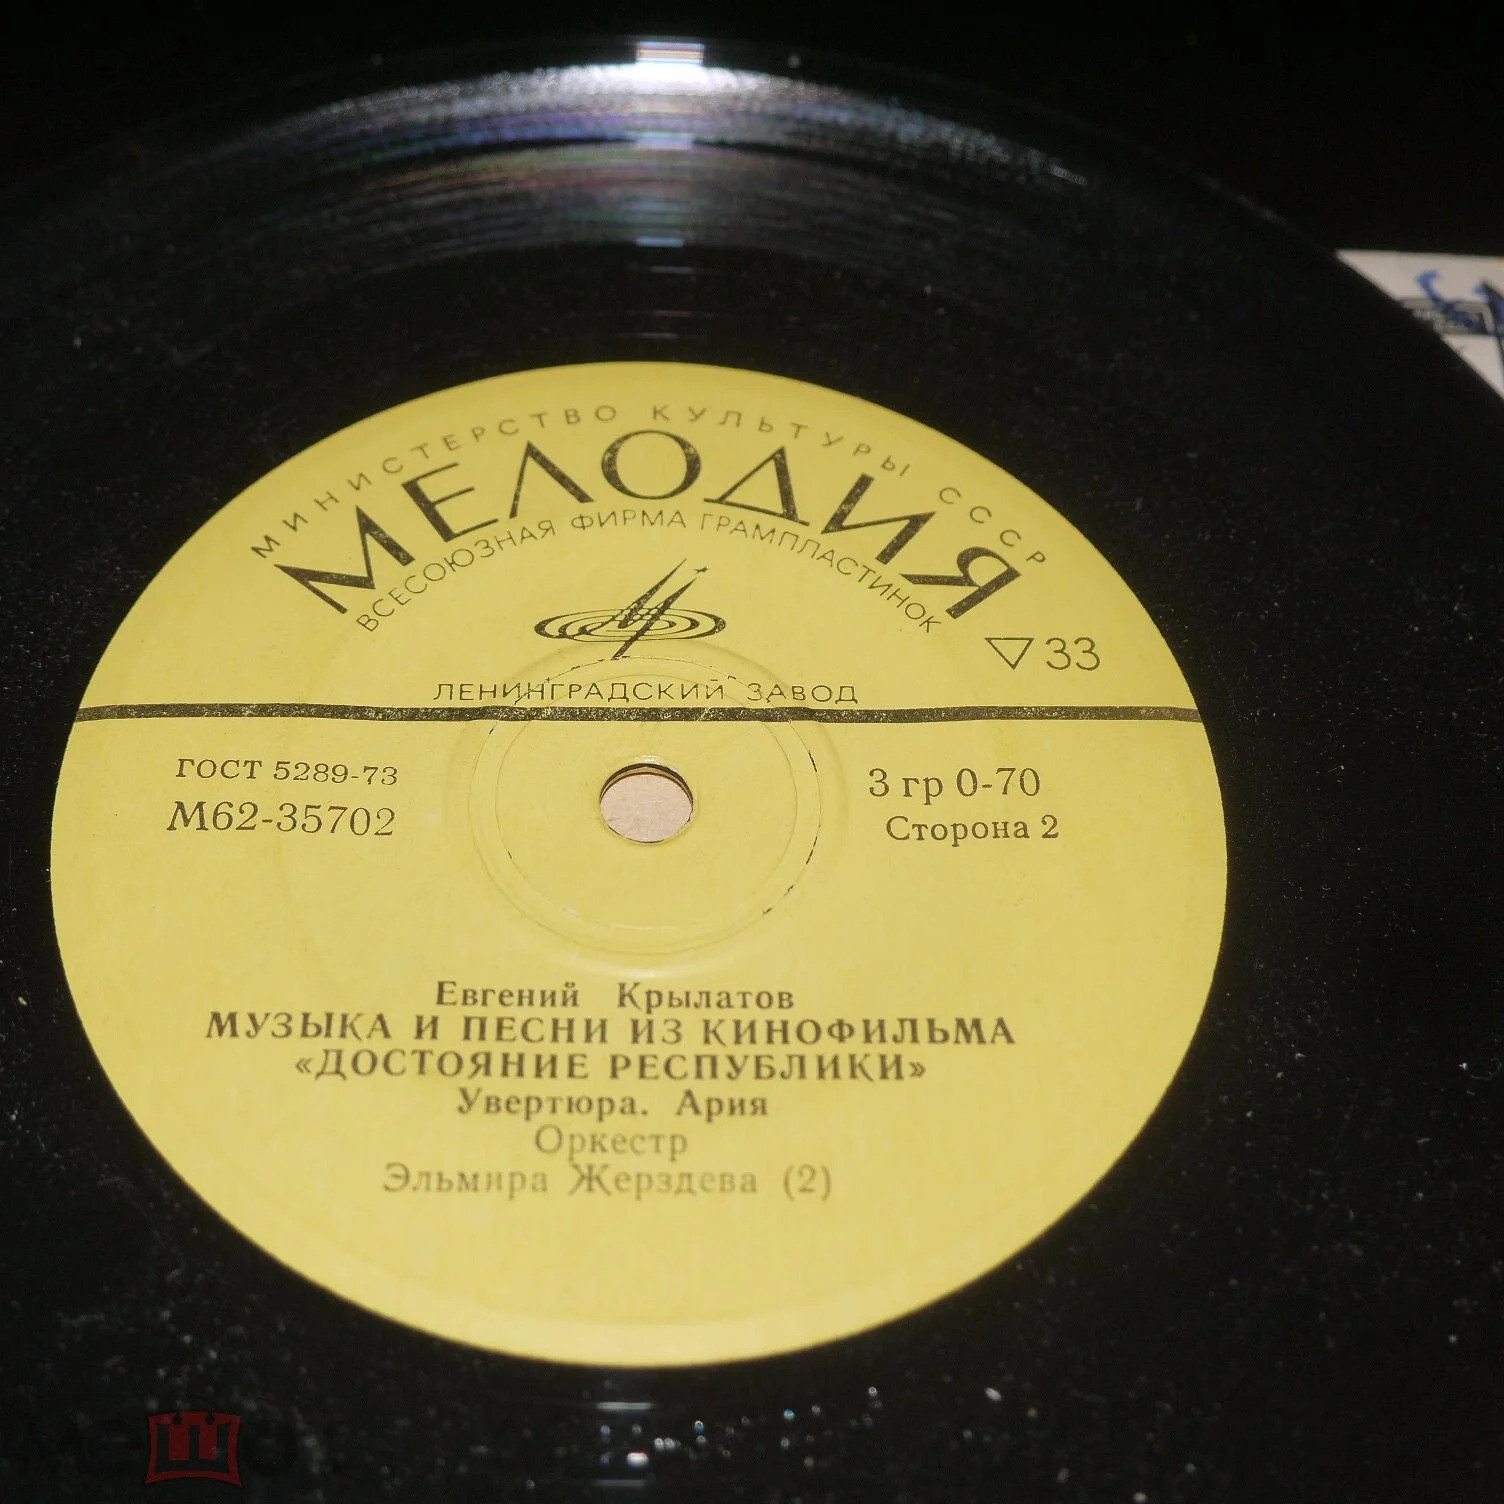 МИНИСТЕРСТВО КУЛЬТУРЫ СССР
МЕЛОДИЯ
ВСЕСОЮЗНАЯ ФИРМА ГРАМПЛАСТИНОК
33
ЛЕНИНГРАДСКИЙ ЗАВОД
ГОСТ 5289-73
М62-35702
3 гр 0-70
Сторона 2
Евгений Крылатов
МУЗЫКА И ПЕСНИ ИЗ КИНОФИЛЬМА
«ДОСТОЯНИЕ РЕСПУБЛИКИ»
Увертюра. Ария
Оркестр
Эльмира Жерздева (2)